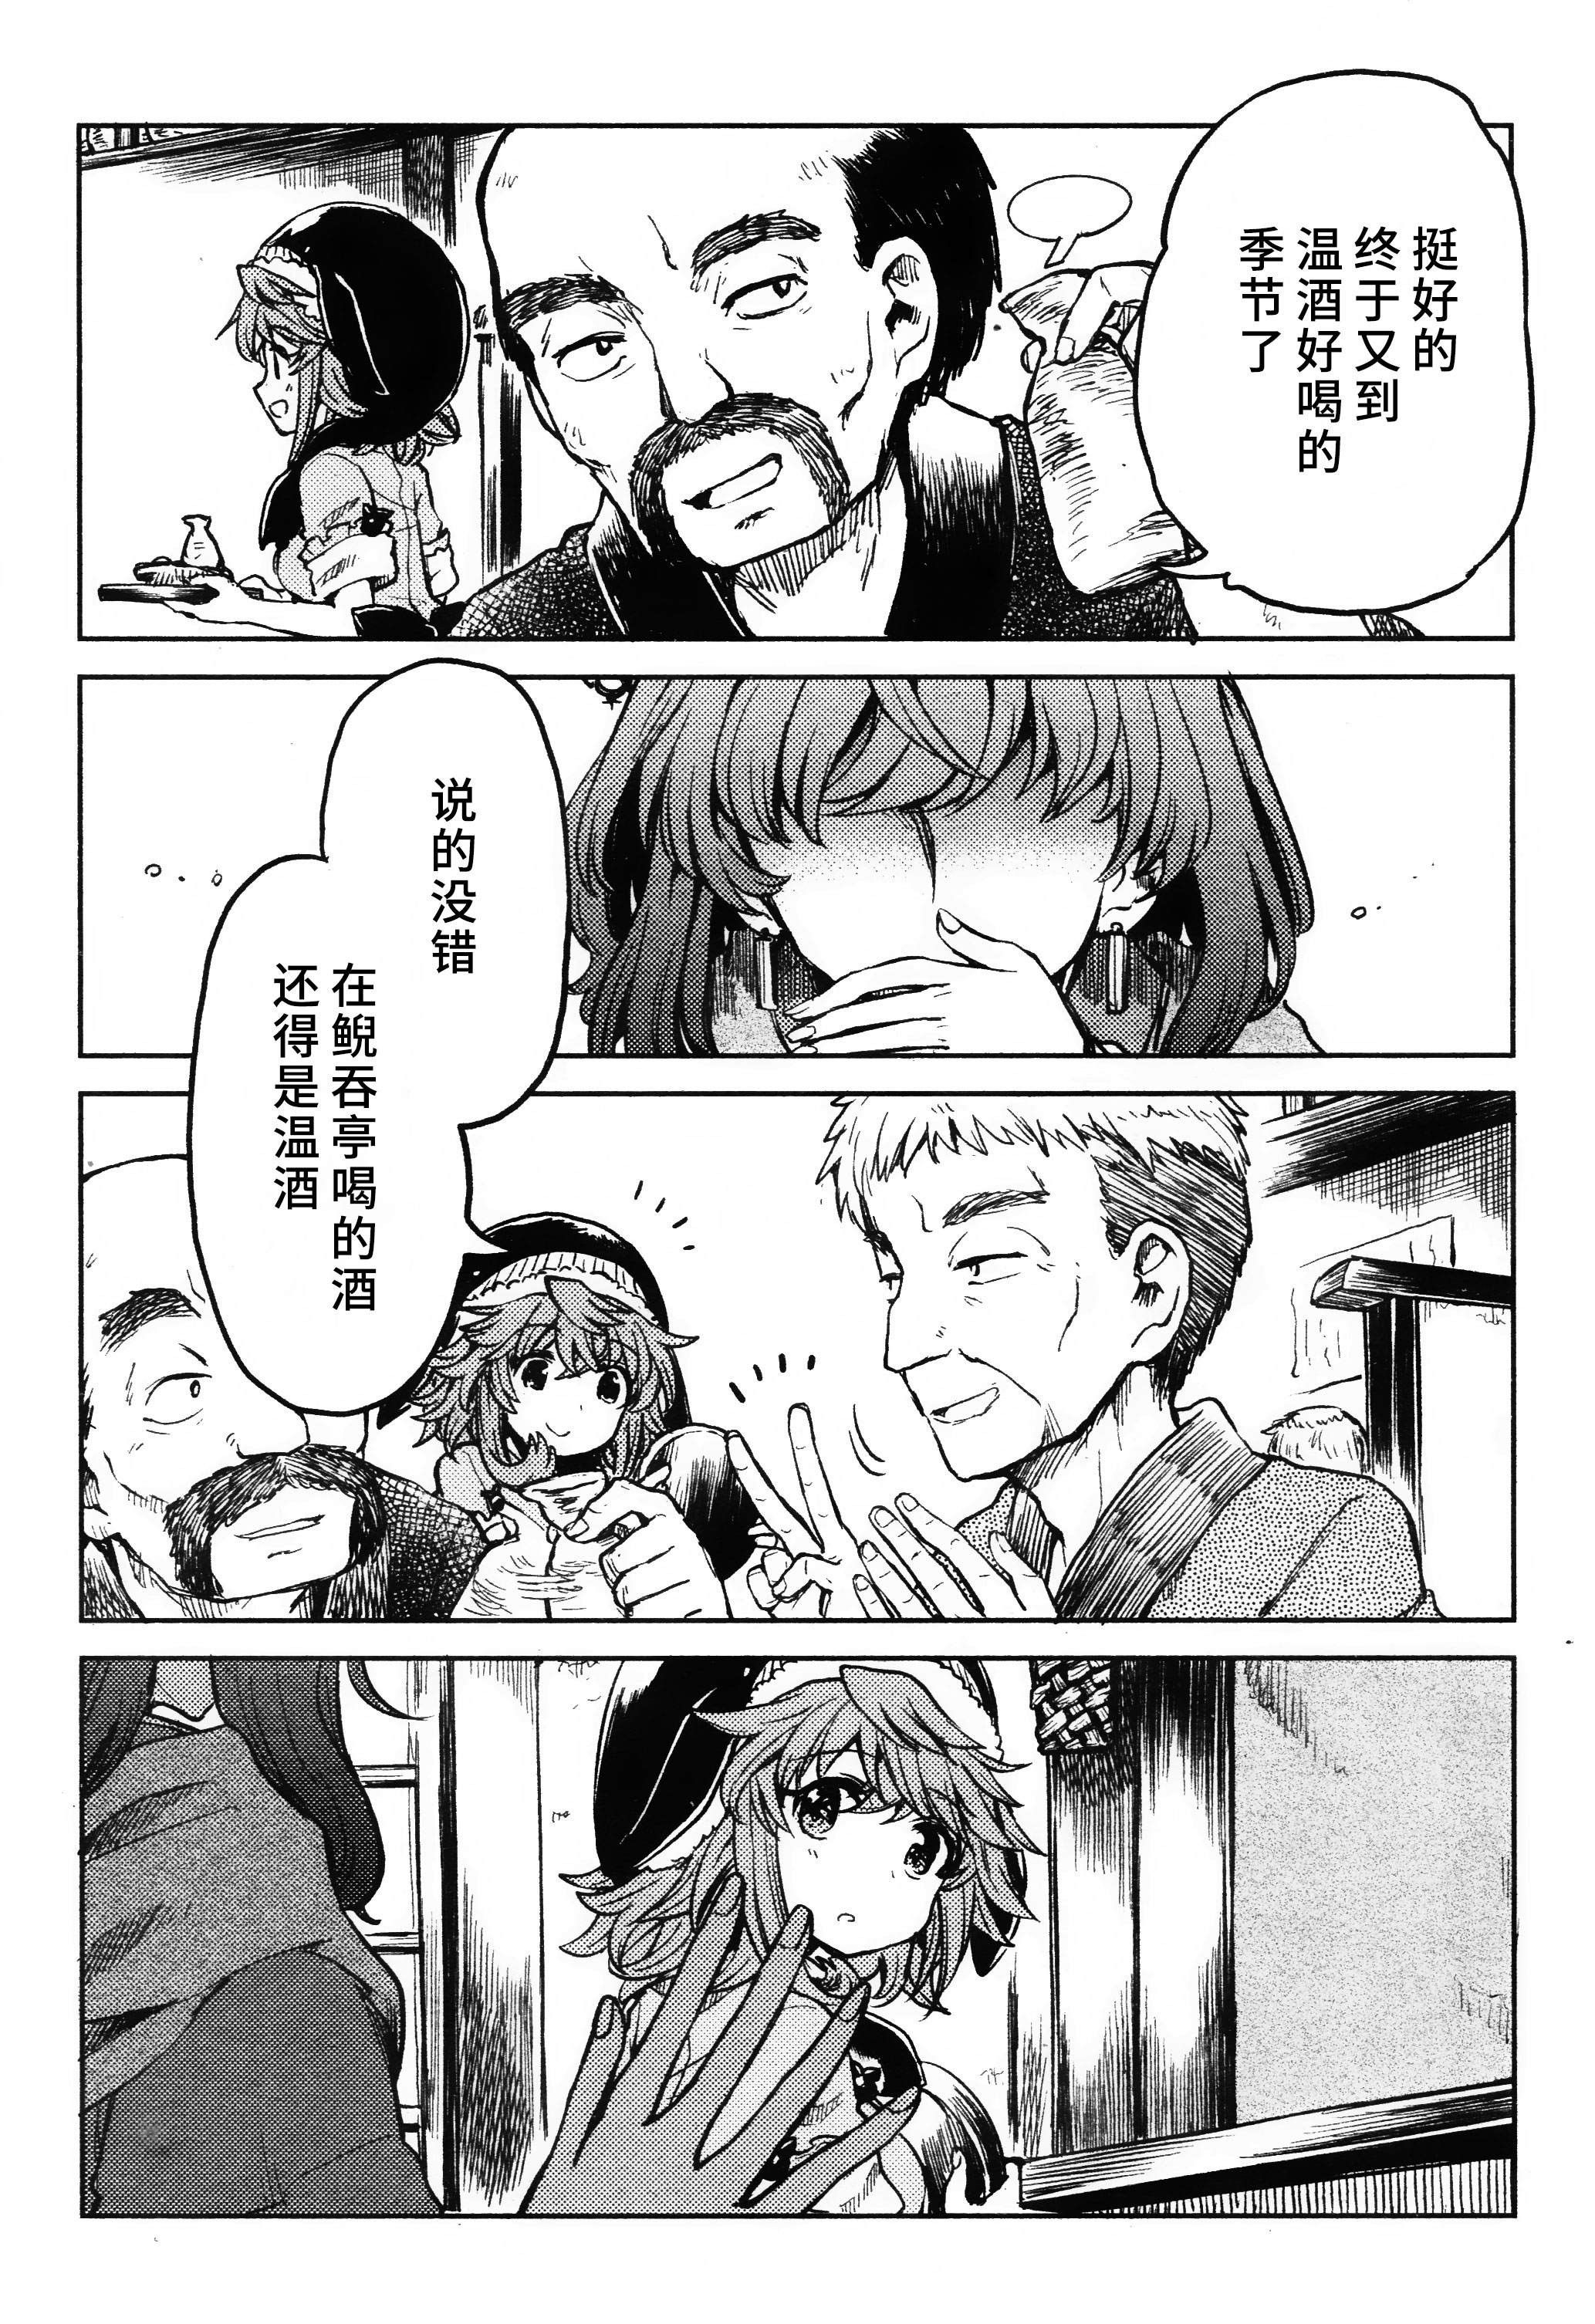 挺好的
终于又到
温酒好喝的
季节了
说的没错
在鲵吞亭喝的酒
还得是温酒